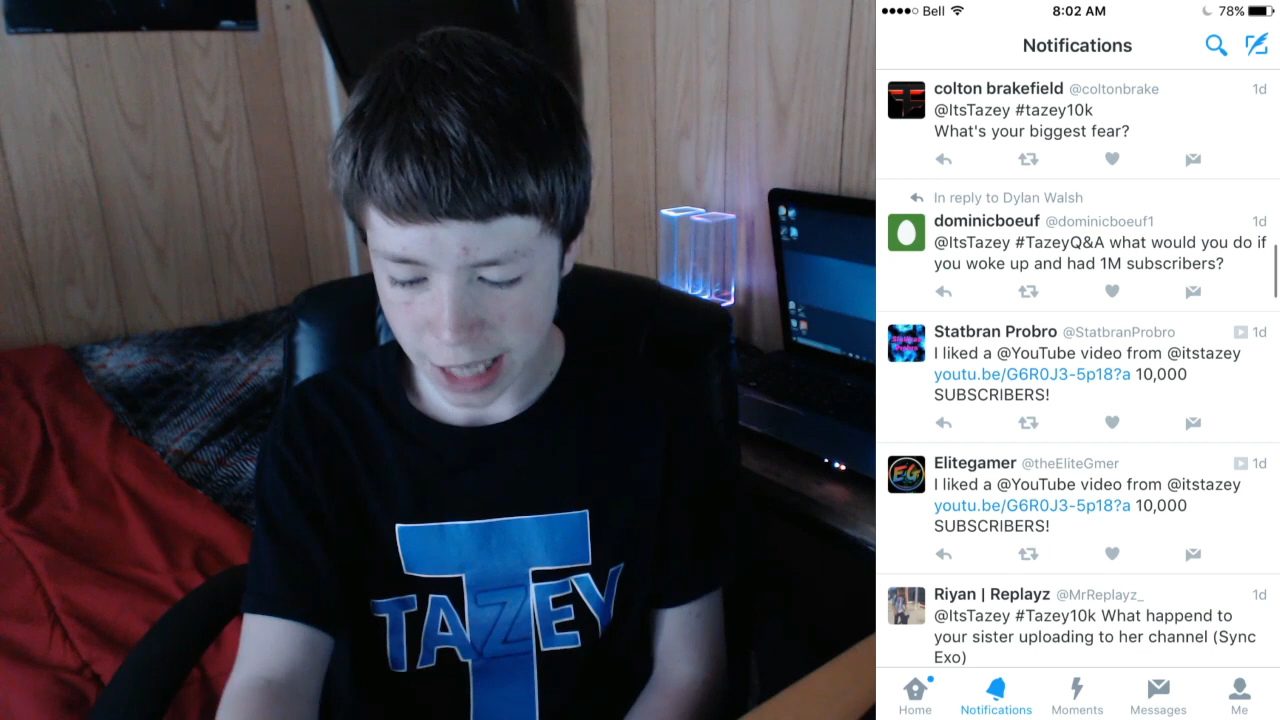 TAZEY
Bell
8:02 AM
78%
Notifications
colton brakefield @coltonbrake 1d
@ItsTazey #tazey10k
What's your biggest fear?
In reply to Dylan Walsh
dominicboeuf @dominicboeuf1 1d
@ItsTazey #TazeyQ&A what would you do if
you woke up and had 1M subscribers?
Statbran Probro @StatbranProbro 1d
I liked a @YouTube video from @itstazey
youtu.be/G6R0J3-5p18?a 10,000
SUBSCRIBERS!
Elitegamer @theEliteGmer 1d
I liked a @YouTube video from @itstazey
youtu.be/G6R0J3-5p18?a 10,000
SUBSCRIBERS!
Riyan | Replayz @MrReplayz_ 1d
@ItsTazey #Tazey10k What happend to
your sister uploading to her channel (Sync
Exo)
Home
Notifications
Moments
Messages
Me